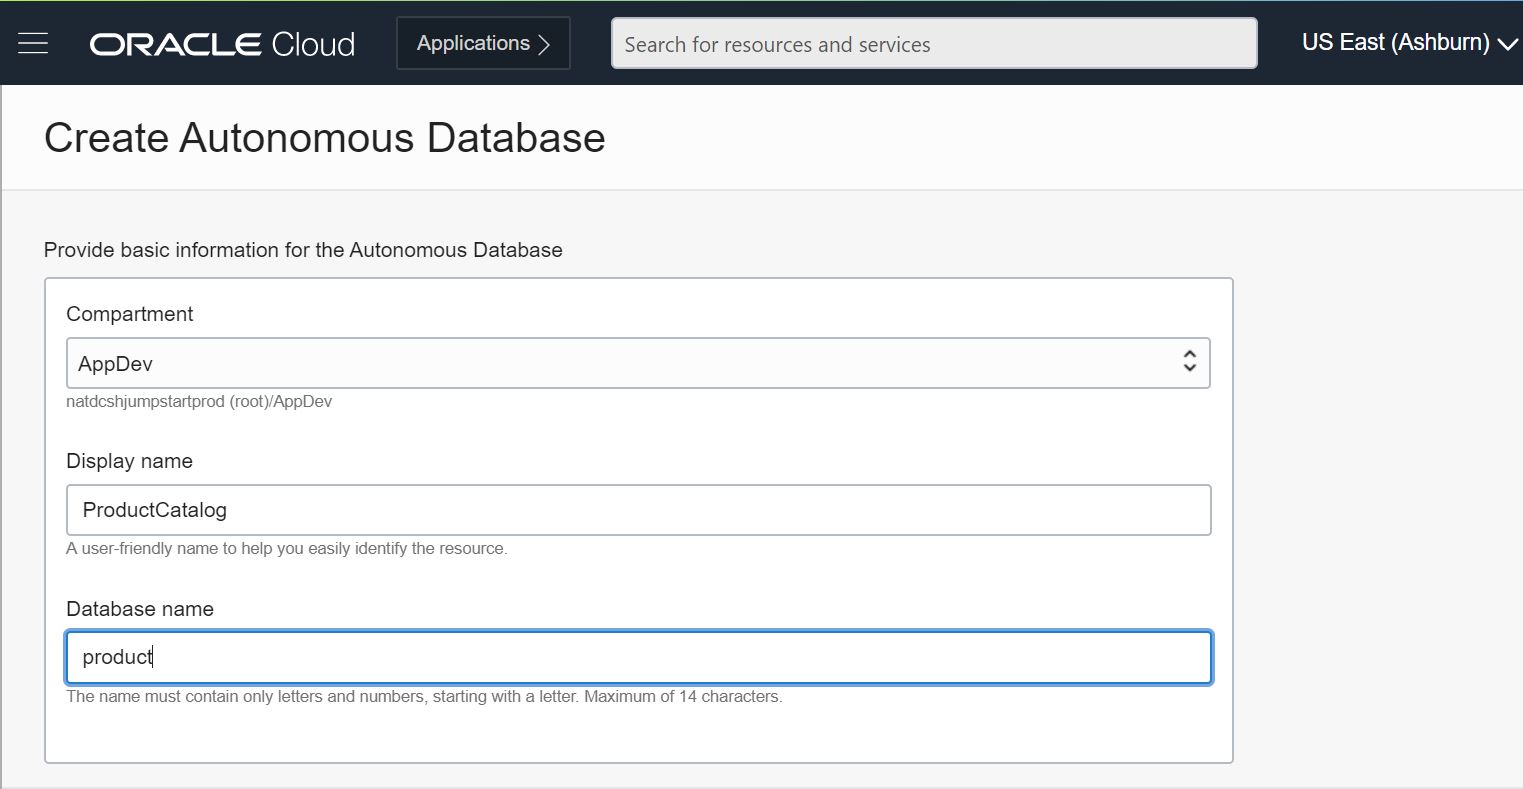 ORACLE Cloud Applications Search for resources and services US East (Ashburn)
Create Autonomous Database
Provide basic information for the Autonomous Database
Compartment
AppDev
natdcshjumpstartprod (root)/AppDev
Display name
ProductCatalog
A user-friendly name to help you easily identify the resource.
Database name
product
The name must contain only letters and numbers, starting with a letter. Maximum of 14 characters.